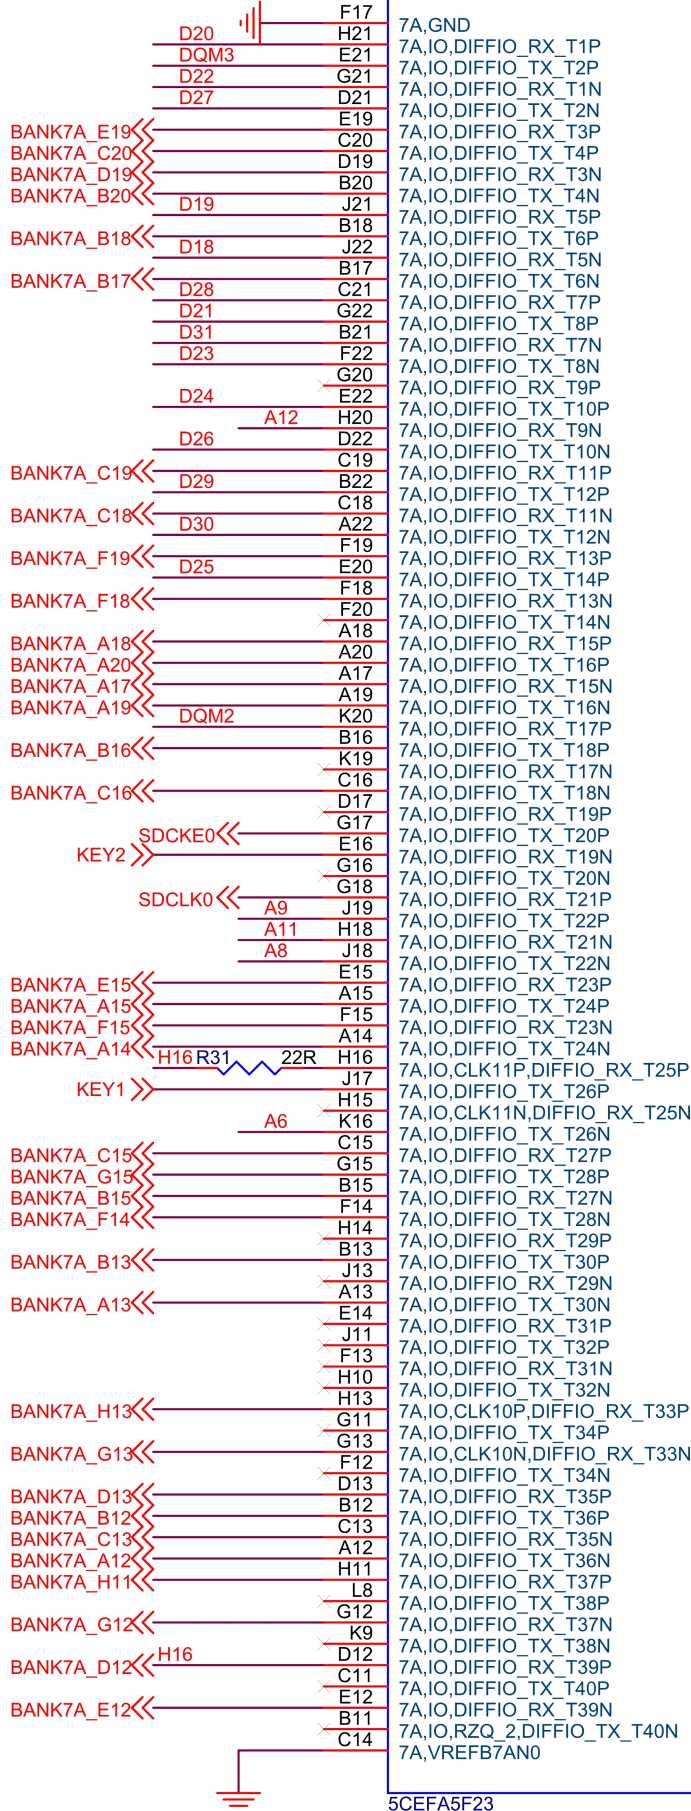 F17 7A,GND
D20 H21 7A,IO,DIFFIO_RX_T1P
DQM3 E21 7A,IO,DIFFIO_TX_T2P
D22 G21 7A,IO,DIFFIO_RX_T1N
D27 D21 7A,IO,DIFFIO_TX_T2N
BANK7A_E19 E19 7A,IO,DIFFIO_RX_T3P
BANK7A_C20 C20 7A,IO,DIFFIO_TX_T4P
BANK7A_D19 D19 7A,IO,DIFFIO_RX_T3N
BANK7A_B20 B20 7A,IO,DIFFIO_TX_T4N
D19 J21 7A,IO,DIFFIO_RX_T5P
BANK7A_B18 B18 7A,IO,DIFFIO_TX_T6P
D18 J22 7A,IO,DIFFIO_RX_T5N
BANK7A_B17 B17 7A,IO,DIFFIO_TX_T6N
D28 C21 7A,IO,DIFFIO_RX_T7P
D21 G22 7A,IO,DIFFIO_TX_T8P
D31 B21 7A,IO,DIFFIO_RX_T7N
D23 F22 7A,IO,DIFFIO_TX_T8N
G20 7A,IO,DIFFIO_RX_T9P
D24 E22 7A,IO,DIFFIO_TX_T10P
A12 H20 7A,IO,DIFFIO_RX_T9N
D26 D22 7A,IO,DIFFIO_TX_T10N
BANK7A_C19 C19 7A,IO,DIFFIO_RX_T11P
D29 B22 7A,IO,DIFFIO_TX_T12P
BANK7A_C18 C18 7A,IO,DIFFIO_RX_T11N
D30 A22 7A,IO,DIFFIO_TX_T12N
BANK7A_F19 F19 7A,IO,DIFFIO_RX_T13P
D25 E20 7A,IO,DIFFIO_TX_T14P
BANK7A_F18 F18 7A,IO,DIFFIO_RX_T13N
F20 7A,IO,DIFFIO_TX_T14N
BANK7A_A18 A18 7A,IO,DIFFIO_RX_T15P
BANK7A_A20 A20 7A,IO,DIFFIO_TX_T16P
BANK7A_A17 A17 7A,IO,DIFFIO_RX_T15N
BANK7A_A19 A19 7A,IO,DIFFIO_TX_T16N
DQM2 K20 7A,IO,DIFFIO_RX_T17P
BANK7A_B16 B16 7A,IO,DIFFIO_TX_T18P
K19 7A,IO,DIFFIO_RX_T17N
BANK7A_C16 C16 7A,IO,DIFFIO_TX_T18N
D17 7A,IO,DIFFIO_RX_T19P
SDCKE0 G17 7A,IO,DIFFIO_TX_T20P
KEY2 E16 7A,IO,DIFFIO_RX_T19N
G16 7A,IO,DIFFIO_TX_T20N
SDCLK0 G18 7A,IO,DIFFIO_RX_T21P
A9 J19 7A,IO,DIFFIO_TX_T22P
A11 H18 7A,IO,DIFFIO_RX_T21N
A8 J18 7A,IO,DIFFIO_TX_T22N
BANK7A_E15 E15 7A,IO,DIFFIO_RX_T23P
BANK7A_A15 A15 7A,IO,DIFFIO_TX_T24P
BANK7A_F15 F15 7A,IO,DIFFIO_RX_T23N
BANK7A_A14 A14 7A,IO,DIFFIO_TX_T24N
H16 R31 22R H16 7A,IO,CLK11P,DIFFIO_RX_T25P
KEY1 J17 7A,IO,DIFFIO_TX_T26P
H15 7A,IO,CLK11N,DIFFIO_RX_T25N
A6 K16 7A,IO,DIFFIO_TX_T26N
BANK7A_C15 C15 7A,IO,DIFFIO_RX_T27P
BANK7A_G15 G15 7A,IO,DIFFIO_TX_T28P
BANK7A_B15 B15 7A,IO,DIFFIO_RX_T27N
BANK7A_F14 F14 7A,IO,DIFFIO_TX_T28N
H14 7A,IO,DIFFIO_RX_T29P
BANK7A_B13 B13 7A,IO,DIFFIO_TX_T30P
J13 7A,IO,DIFFIO_RX_T29N
BANK7A_A13 A13 7A,IO,DIFFIO_TX_T30N
E14 7A,IO,DIFFIO_RX_T31P
J11 7A,IO,DIFFIO_TX_T32P
F13 7A,IO,DIFFIO_RX_T31N
H10 7A,IO,DIFFIO_TX_T32N
BANK7A_H13 H13 7A,IO,CLK10P,DIFFIO_RX_T33P
G11 7A,IO,DIFFIO_TX_T34P
BANK7A_G13 G13 7A,IO,CLK10N,DIFFIO_RX_T33N
F12 7A,IO,DIFFIO_TX_T34N
BANK7A_D13 D13 7A,IO,DIFFIO_RX_T35P
BANK7A_B12 B12 7A,IO,DIFFIO_TX_T36P
BANK7A_C13 C13 7A,IO,DIFFIO_RX_T35N
BANK7A_A12 A12 7A,IO,DIFFIO_TX_T36N
BANK7A_H11 H11 7A,IO,DIFFIO_RX_T37P
L8 7A,IO,DIFFIO_TX_T38P
BANK7A_G12 G12 7A,IO,DIFFIO_RX_T37N
K9 7A,IO,DIFFIO_TX_T38N
BANK7A_D12 H16 D12 7A,IO,DIFFIO_RX_T39P
C11 7A,IO,DIFFIO_TX_T40P
BANK7A_E12 E12 7A,IO,DIFFIO_RX_T39N
B11 7A,IO,RZQ_2,DIFFIO_TX_T40N
C14 7A,VREFB7AN0
5CEFA5F23